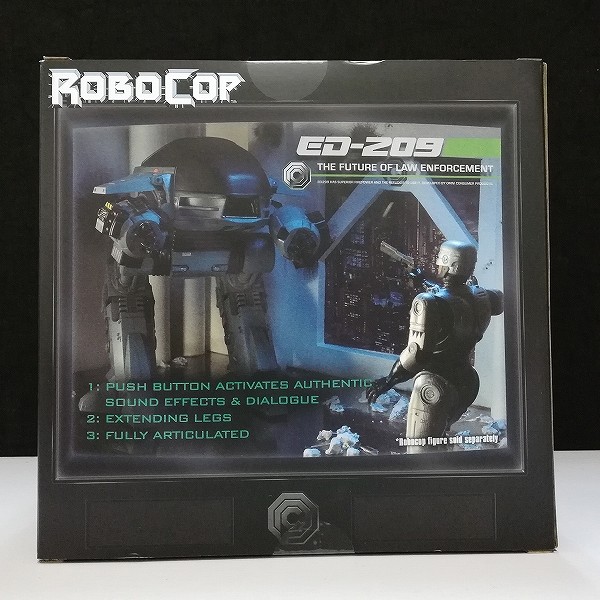 ROBOCOP
ED-209
THE FUTURE OF LAW ENFORCEMENT
1: PUSH BUTTON ACTIVATES AUTHENTIC
SOUND EFFECTS & DIALOGUE
2: EXTENDING LEGS
3: FULLY ARTICULATED
*Robocop figure sold separately